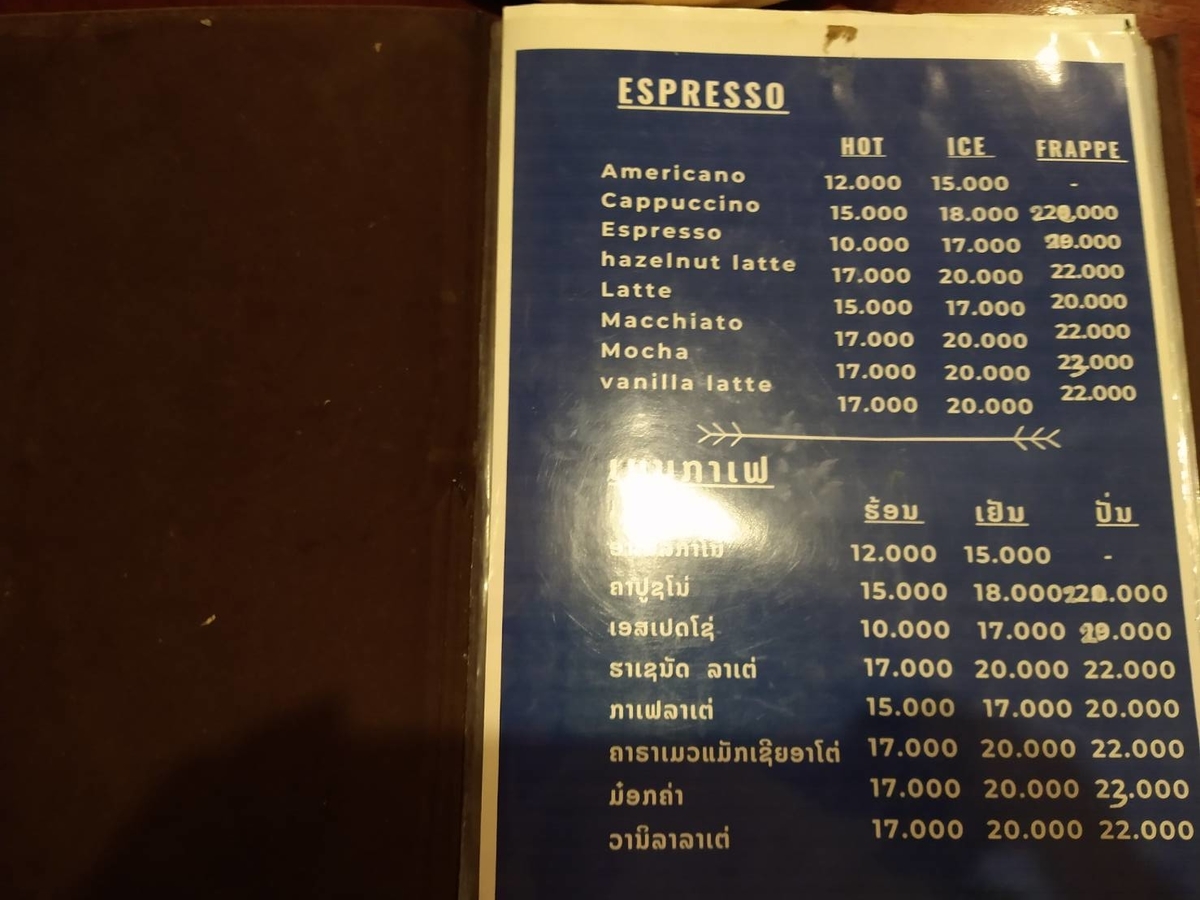 ESPRESSO
HOT ICE FRAPPE
Americano 12.000 15.000 -
Cappuccino 15.000 18.000
Espresso 10.000 17.000
hazelnut latte 17.000 20.000 22.000
Latte 15.000 17.000 20.000
Macchiato 17.000 20.000 22.000
Mocha 17.000 20.000 23.000
vanilla latte 17.000 20.000 22.000
ຮ້ອນ ເຢັນ ປັ່ນ
12.000 15.000 -
ຄາປູຊໂນ່ 15.000 18.000
ເອສເປດໂຊ່ 10.000 17.000
ຮາເຊນັດ ລາເຕ່ 17.000 20.000 22.000
ກາເຟລາເຕ່ 15.000 17.000 20.000
ຄາຣາເມວແມັກເຊີຍອາໂຕ່ 17.000 20.000 22.000
ມ໋ອກຄ່າ 17.000 20.000 23.000
ວານິລາລາເຕ່ 17.000 20.000 22.000